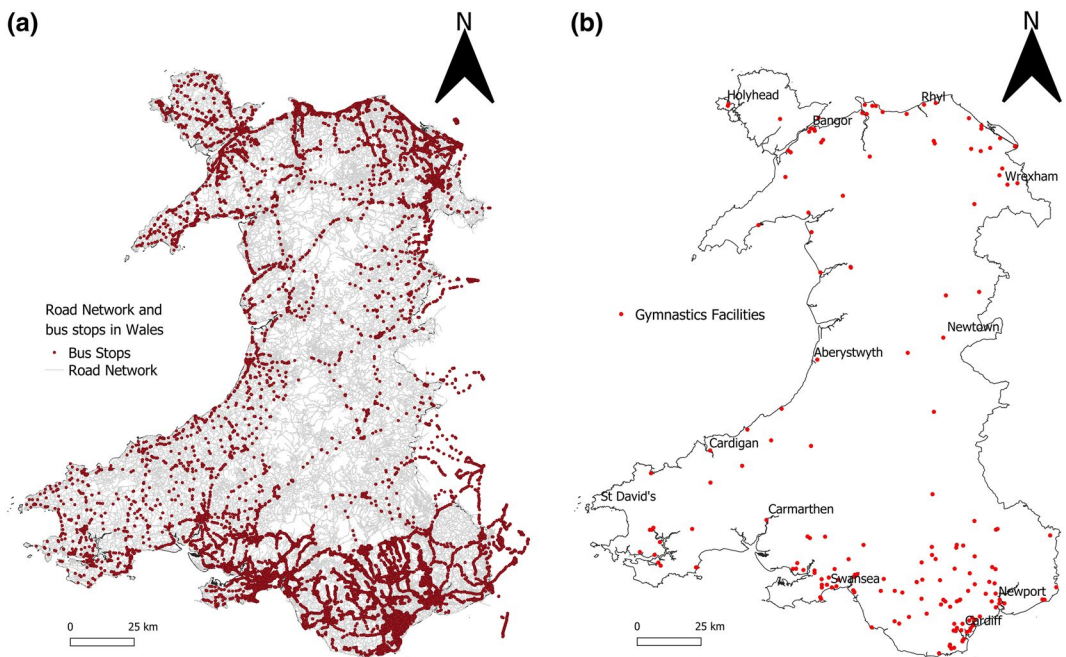 (a)
N
Road Network and
bus stops in Wales
Bus Stops
Road Network
0 25 km
(b)
N
Holyhead
Rhyl
Bangor
Wrexham
Gymnastics Facilities
Newtown
Aberystwyth
Cardigan
St David's
Carmarthen
Swansea
Newport
Cardiff
0 25 km